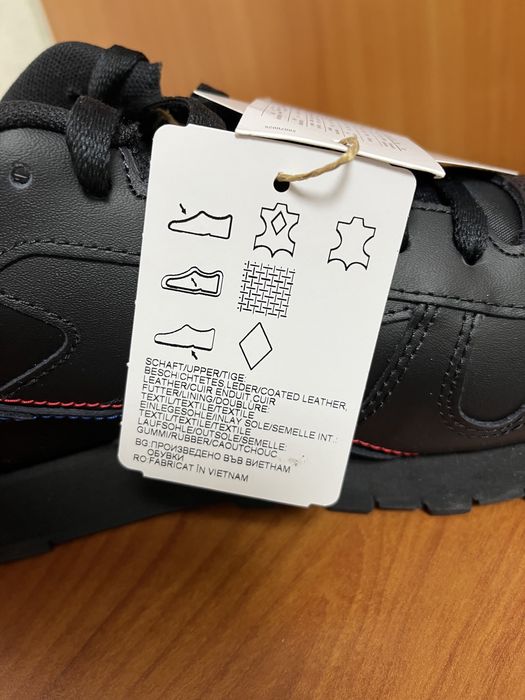 SCHAFT/UPPER/TIGE:
BESCHICHTETES LEDER/COATED LEATHER,
LEATHER/CUIR ENDUIT CUIR
FUTTER/LINING/DOUBLURE:
TEXTIL/TEXTILE/TEXTILE
EINLEGESOHLE/INLAY SOLE/SEMELLE INT.:
TEXTIL/TEXTILE/TEXTILE
LAUFSOHLE/OUTSOLE/SEMELLE:
GUMMI/RUBBER/CAOUTCHOUC
BG:ПРОИЗВЕДЕНО ВЪВ ВИЕТНАМ
ОБУВКИ
RO:FABRICAT ÎN VIETNAM